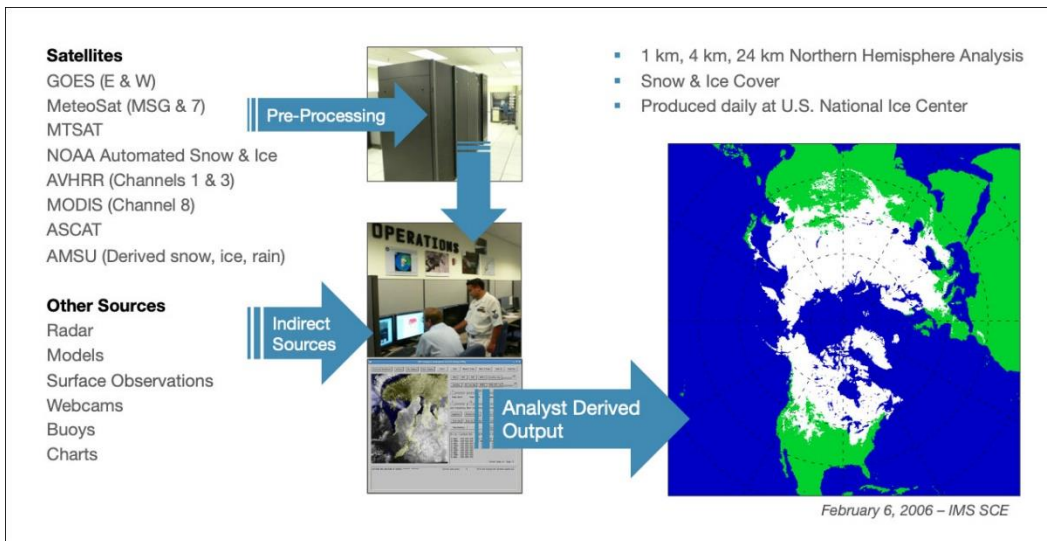 Satellites
GOES (E & W)
MeteoSat (MSG & 7)
MTSAT
NOAA Automated Snow & Ice
AVHRR (Channels 1 & 3)
MODIS (Channel 8)
ASCAT
AMSU (Derived snow, ice, rain)
Other Sources
Radar
Models
Surface Observations
Webcams
Buoys
Charts
Pre-Processing
OPERATIONS
Indirect
Sources
Analyst Derived
Output
1 km, 4 km, 24 km Northern Hemisphere Analysis
Snow & Ice Cover
Produced daily at U.S. National Ice Center
February 6, 2006 – IMS SCE